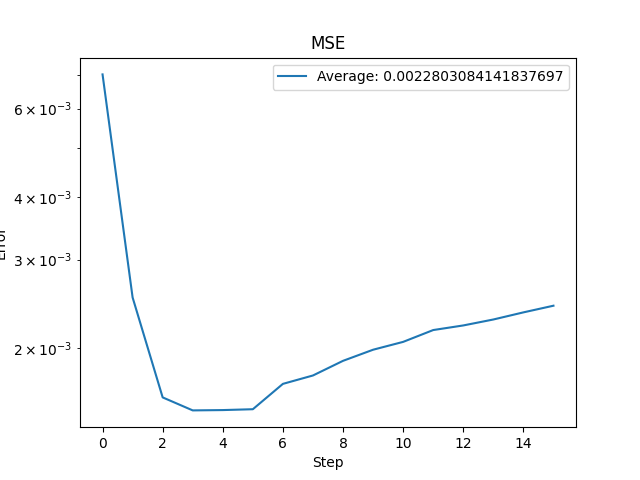 MSE
Average: 0.0022803084141837697
6 × 10⁻³
4 × 10⁻³
3 × 10⁻³
2 × 10⁻³
Error
0 2 4 6 8 10 12 14
Step